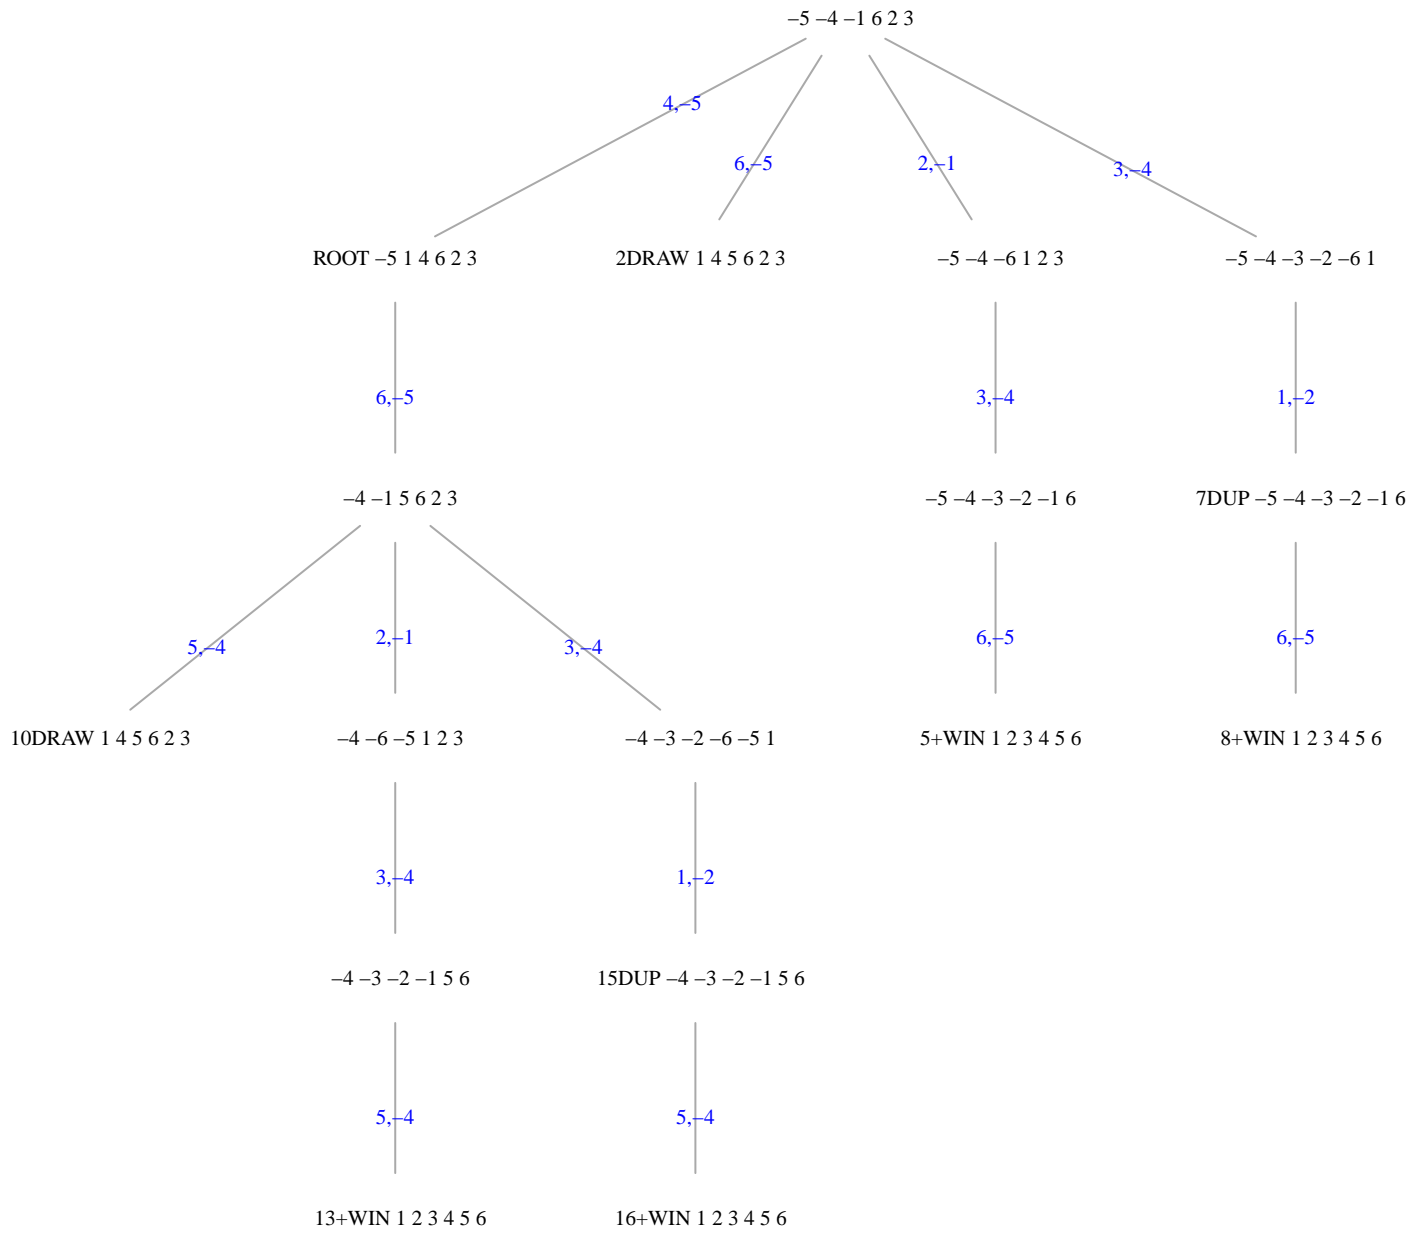 –5 –4 –1 6 2 3
4,–5
6,–5
2,–1
3,–4
ROOT –5 1 4 6 2 3
2DRAW 1 4 5 6 2 3
–5 –4 –6 1 2 3
–5 –4 –3 –2 –6 1
6,–5
3,–4
1,–2
–4 –1 5 6 2 3
–5 –4 –3 –2 –1 6
7DUP –5 –4 –3 –2 –1 6
5,–4
2,–1
3,–4
6,–5
6,–5
10DRAW 1 4 5 6 2 3
–4 –6 –5 1 2 3
–4 –3 –2 –6 –5 1
5+WIN 1 2 3 4 5 6
8+WIN 1 2 3 4 5 6
3,–4
1,–2
–4 –3 –2 –1 5 6
15DUP –4 –3 –2 –1 5 6
5,–4
5,–4
13+WIN 1 2 3 4 5 6
16+WIN 1 2 3 4 5 6